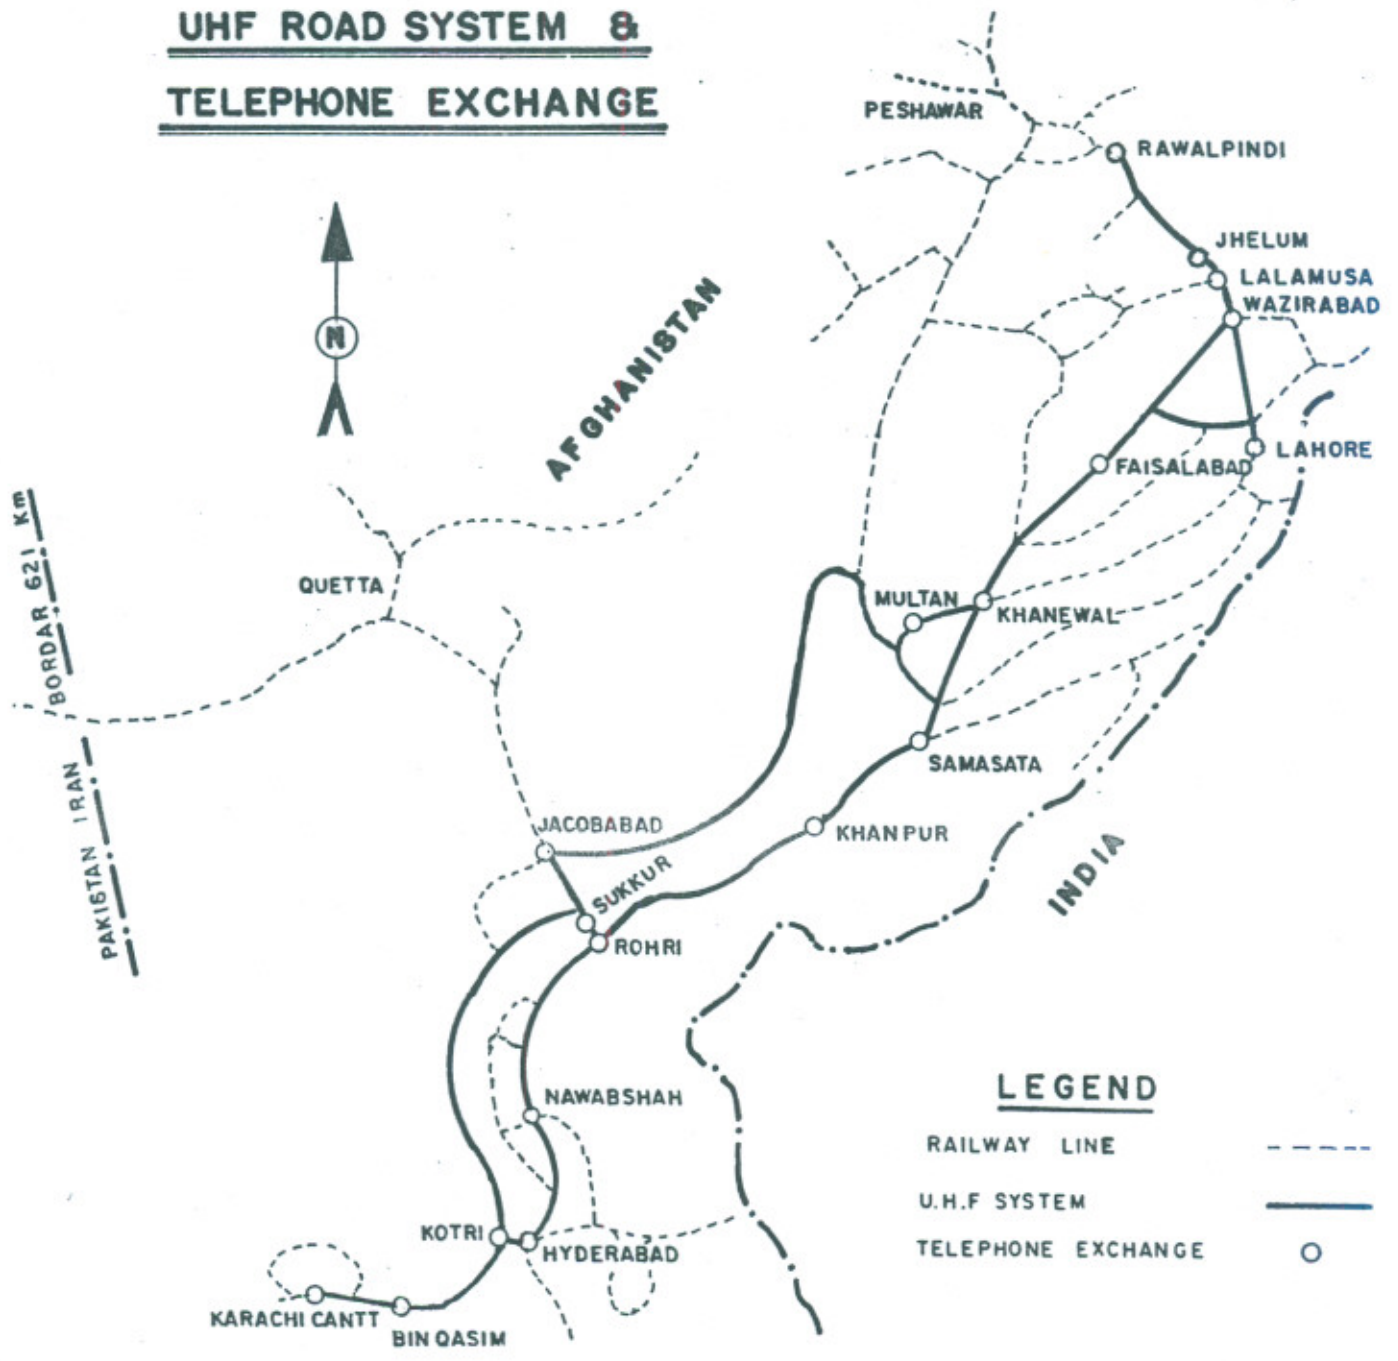 UHF ROAD SYSTEM &
TELEPHONE EXCHANGE
PESHAWAR
RAWALPINDI
JHELUM
LALAMUSA
WAZIRABAD
N
AFGHANISTAN
LAHORE
FAISALABAD
BORDAR 621 Km
QUETTA
MULTAN
KHANEWAL
SAMASATA
PAKISTAN IRAN
JACOBABAD
KHANPUR
INDIA
SUKKUR
ROHRI
NAWABSHAH
KOTRI
HYDERABAD
KARACHI CANTT
BIN QASIM
LEGEND
RAILWAY LINE
U.H.F SYSTEM
TELEPHONE EXCHANGE